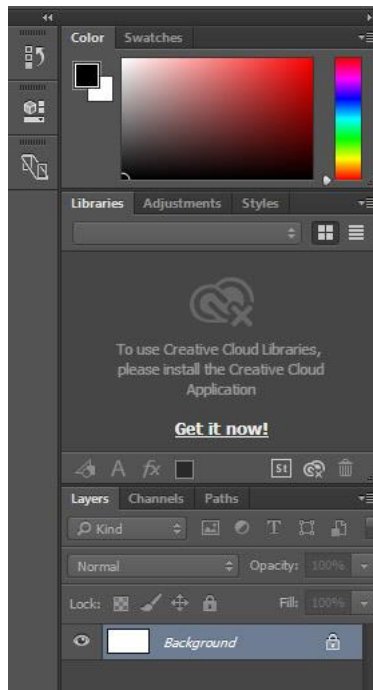 Color Swatches
Libraries Adjustments Styles
To use Creative Cloud Libraries,
please install the Creative Cloud
Application
Get it now!
A fx St
Layers Channels Paths
Kind T
Normal Opacity: 100%
Lock: Fill: 100%
Background